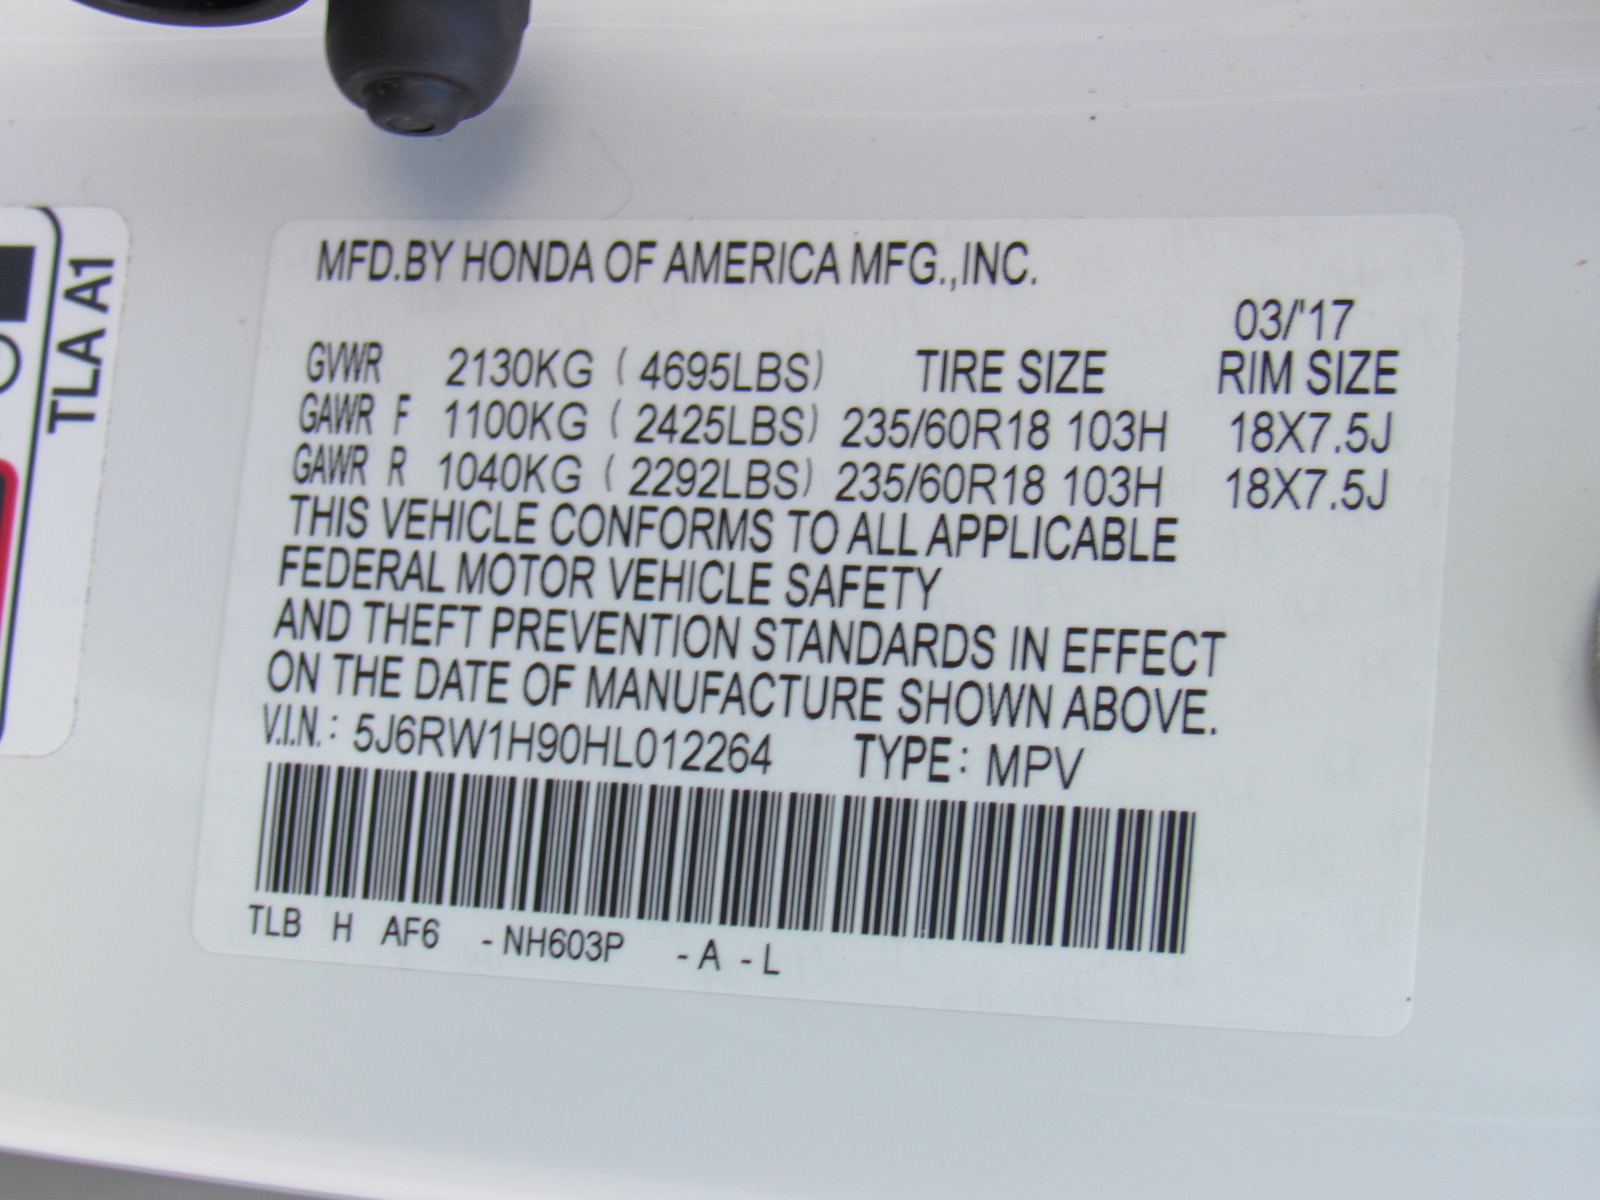 TLA A1
MFD.BY HONDA OF AMERICA MFG.,INC.
03/'17
GVWR 2130KG ( 4695LBS) TIRE SIZE RIM SIZE
GAWR F 1100KG ( 2425LBS) 235/60R18 103H 18X7.5J
GAWR R 1040KG ( 2292LBS) 235/60R18 103H 18X7.5J
THIS VEHICLE CONFORMS TO ALL APPLICABLE
FEDERAL MOTOR VEHICLE SAFETY
AND THEFT PREVENTION STANDARDS IN EFFECT
ON THE DATE OF MANUFACTURE SHOWN ABOVE.
V.I.N.: 5J6RW1H90HL012264 TYPE: MPV
TLB H AF6 - NH603P - A - L